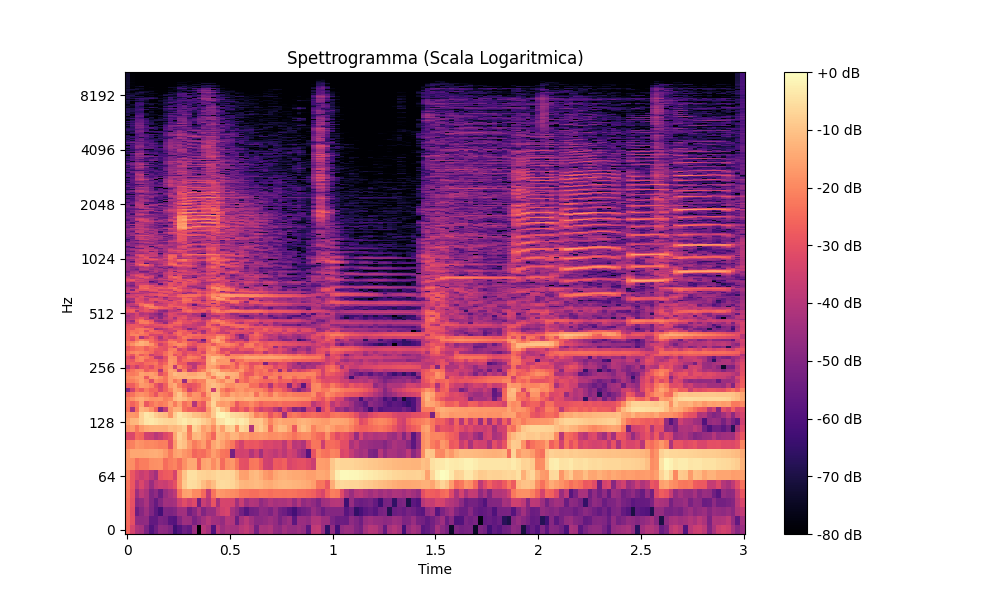 Spettrogramma (Scala Logaritmica)
Hz
8192
4096
2048
1024
512
256
128
64
0
0
0.5
1
1.5
2
2.5
3
Time
+0 dB
-10 dB
-20 dB
-30 dB
-40 dB
-50 dB
-60 dB
-70 dB
-80 dB